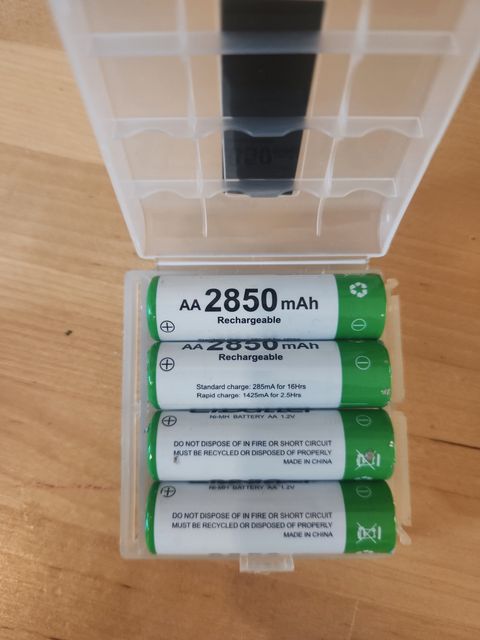 AA 2850 mAh
Rechargeable
AA 2850 mAh
Rechargeable
Standard charge: 285mA for 16Hrs
Rapid charge: 1425mA for 2.5Hrs
Ni-MH BATTERY AA 1.2V
DO NOT DISPOSE OF IN FIRE OR SHORT CIRCUIT
MUST BE RECYCLED OR DISPOSED OF PROPERLY
MADE IN CHINA
Ni-MH BATTERY AA 1.2V
DO NOT DISPOSE OF IN FIRE OR SHORT CIRCUIT
MUST BE RECYCLED OR DISPOSED OF PROPERLY
MADE IN CHINA